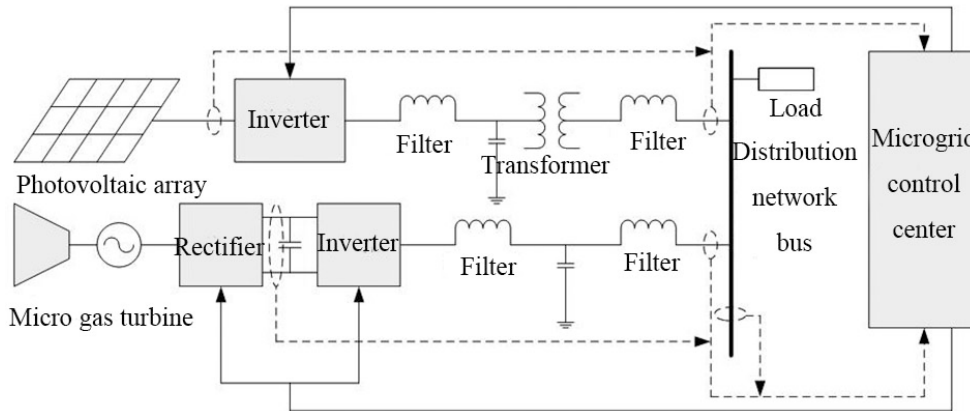 Photovoltaic array
Inverter
Filter
Transformer
Filter
Load
Distribution
network
bus
Microgrid
control
center
Micro gas turbine
Rectifier
Inverter
Filter
Filter